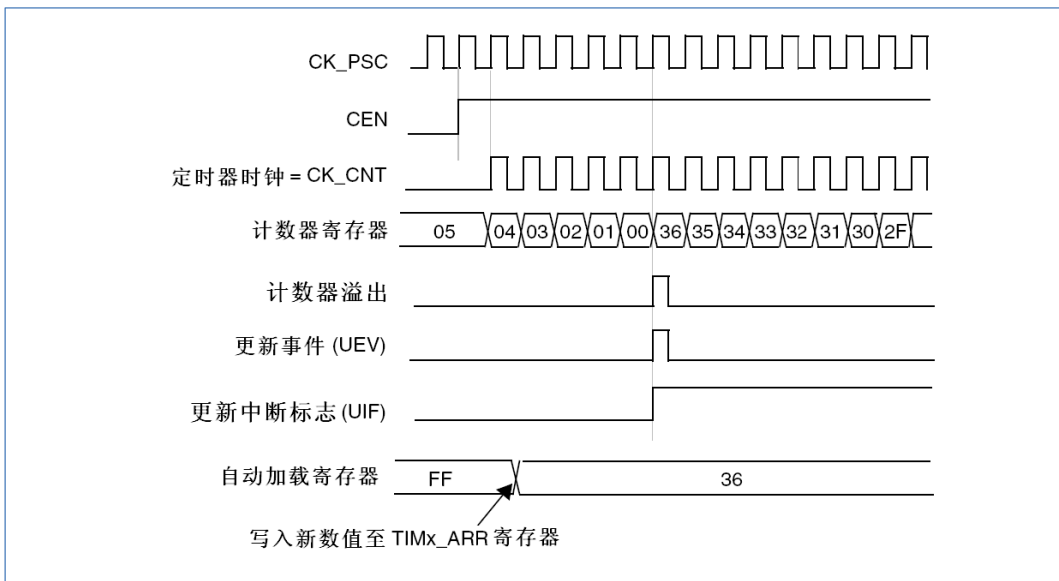 CK_PSC
CEN
定时器时钟 = CK_CNT
计数器寄存器 05 04 03 02 01 00 36 35 34 33 32 31 30 2F
计数器溢出
更新事件 (UEV)
更新中断标志 (UIF)
自动加载寄存器 FF 36
写入新数值至 TIMx_ARR 寄存器